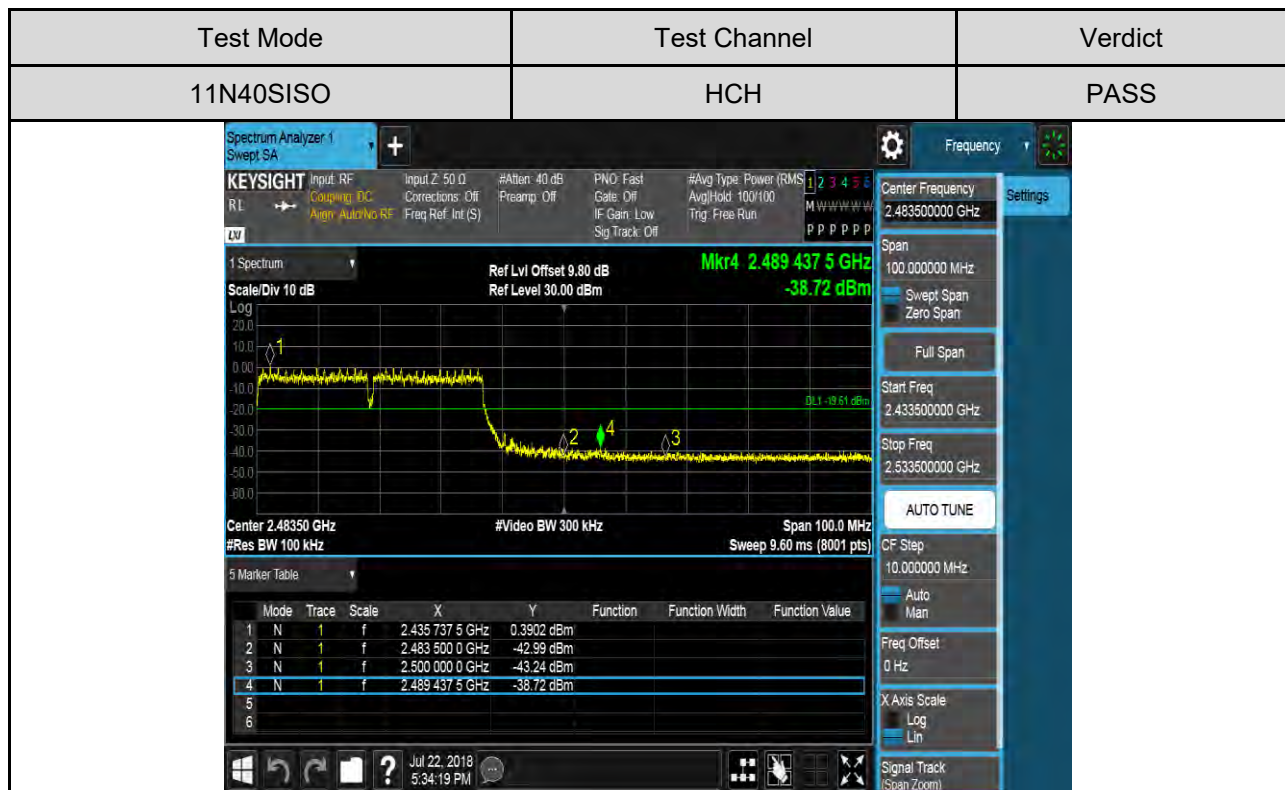 Test Mode Test Channel Verdict
11N40SISO HCH PASS
Spectrum Analyzer 1
Swept SA
+
Frequency
KEYSIGHT Input: RF Input Z: 50 Ω #Atten: 40 dB PNO: Fast #Avg Type: Power (RMS 1 2 3 4 5 6
RL Coupling: DC Corrections: Off Preamp: Off Gate: Off Avg|Hold: 100/100 M W W W W W
Align: Auto/No RF Freq Ref: Int (S) IF Gain: Low Trig: Free Run
LXI Sig Track: Off P P P P P P
1 Spectrum
Ref Lvl Offset 9.80 dB Mkr4 2.489 437 5 GHz
Scale/Div 10 dB Ref Level 30.00 dBm -38.72 dBm
Log
20.0
10.0
0.00
-10.0
-20.0
-30.0
-40.0
-50.0
-60.0
1
DL1 -19.61 dBm
2
4
3
Center 2.48350 GHz #Video BW 300 kHz Span 100.0 MHz
#Res BW 100 kHz Sweep 9.60 ms (8001 pts)
5 Marker Table
Mode Trace Scale X Y Function Function Width Function Value
1 N 1 f 2.435 737 5 GHz 0.3902 dBm
2 N 1 f 2.483 500 0 GHz -42.99 dBm
3 N 1 f 2.500 000 0 GHz -43.24 dBm
4 N 1 f 2.489 437 5 GHz -38.72 dBm
5
6
?
Jul 22, 2018
5:34:19 PM
Center Frequency
2.483500000 GHz
Settings
Span
100.000000 MHz
Swept Span
Zero Span
Full Span
Start Freq
2.433500000 GHz
Stop Freq
2.533500000 GHz
AUTO TUNE
CF Step
10.000000 MHz
Auto
Man
Freq Offset
0 Hz
X Axis Scale
Log
Lin
Signal Track
(Span Zoom)